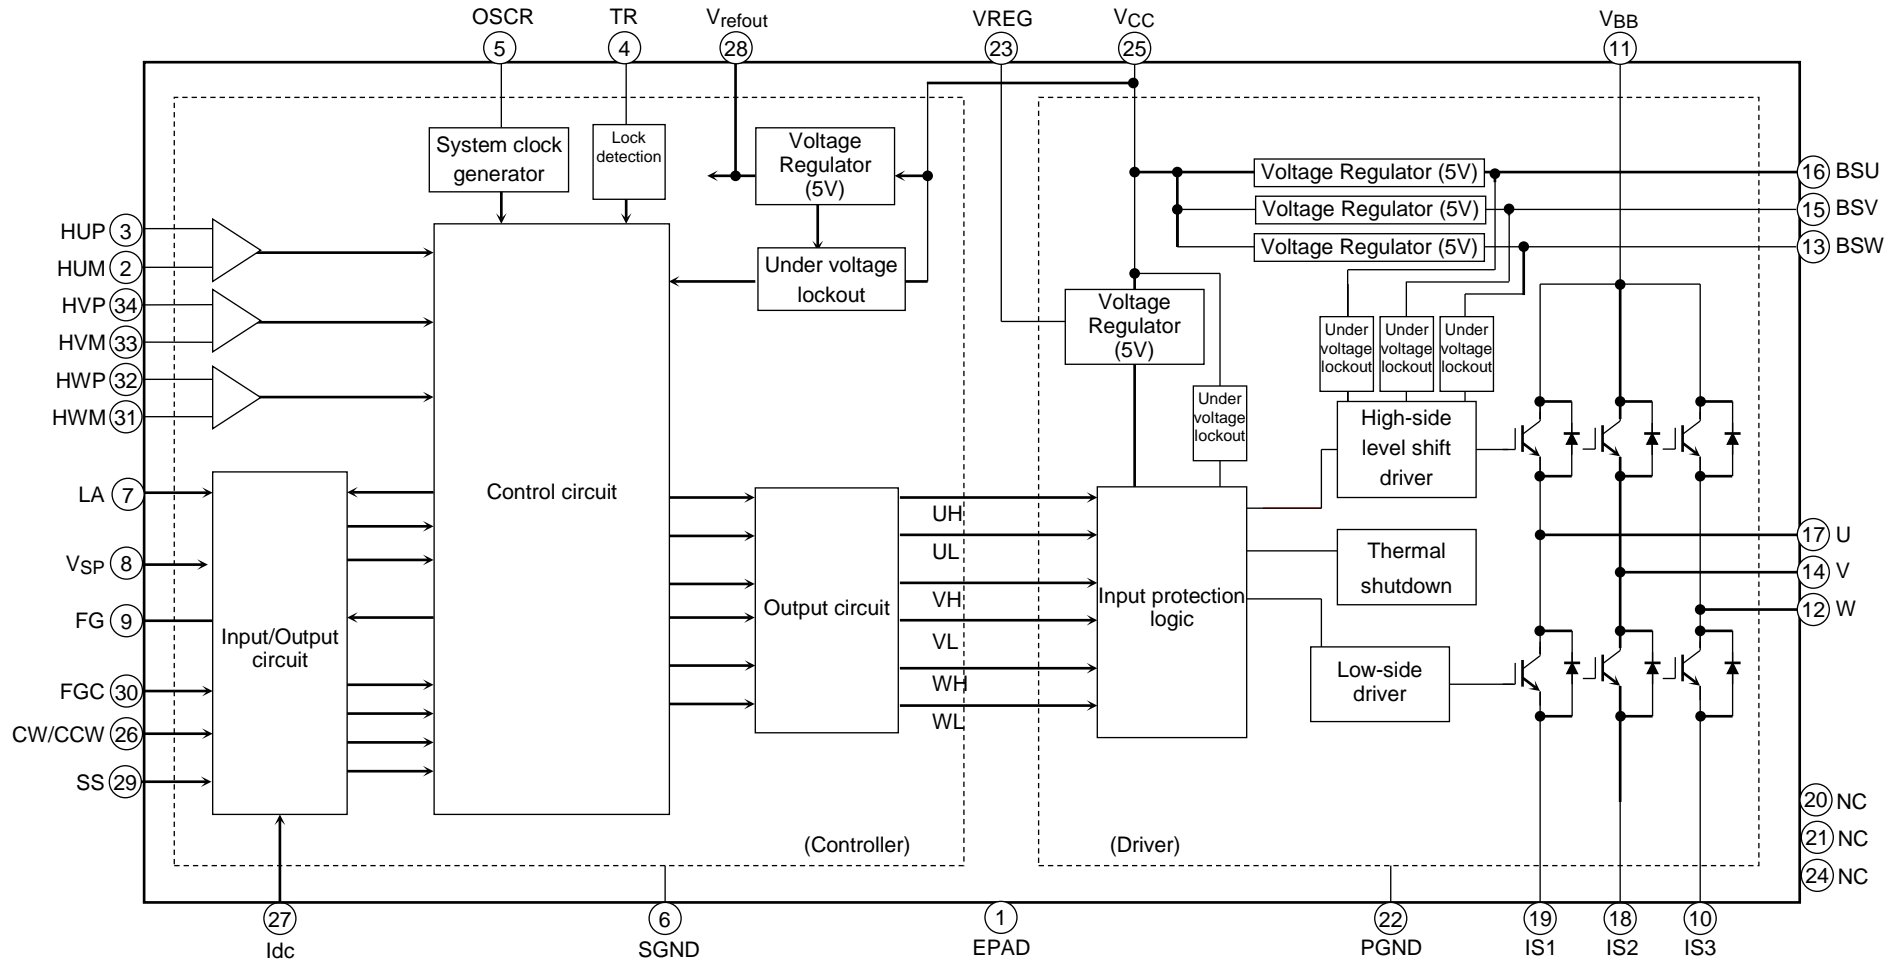 OSCR
TR
Vrefout
VREG
VCC
VBB
5
4
28
23
25
11
System clock
generator
Lock
detection
Voltage
Regulator
(5V)
Under voltage
lockout
Voltage Regulator (5V)
Voltage Regulator (5V)
Voltage Regulator (5V)
16 BSU
15 BSV
13 BSW
HUP 3
HUM 2
HVP 34
HVM 33
HWP 32
HWM 31
Voltage
Regulator
(5V)
Under
voltage
lockout
Under
voltage
lockout
Under
voltage
lockout
Under
voltage
lockout
High-side
level shift
driver
LA 7
VSP 8
FG 9
FGC 30
CW/CCW 26
SS 29
Input/Output
circuit
Control circuit
Output circuit
UH
UL
VH
VL
WH
WL
Input protection
logic
Thermal
shutdown
Low-side
driver
17 U
14 V
12 W
20 NC
21 NC
24 NC
(Controller)
(Driver)
27
6
1
22
19
18
10
Idc
SGND
EPAD
PGND
IS1
IS2
IS3